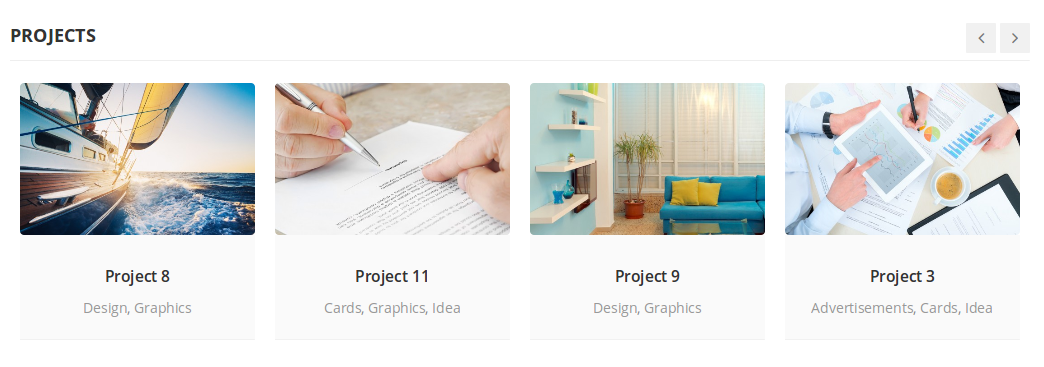 PROJECTS
Project 8
Design, Graphics
Project 11
Cards, Graphics, Idea
Project 9
Design, Graphics
Project 3
Advertisements, Cards, Idea